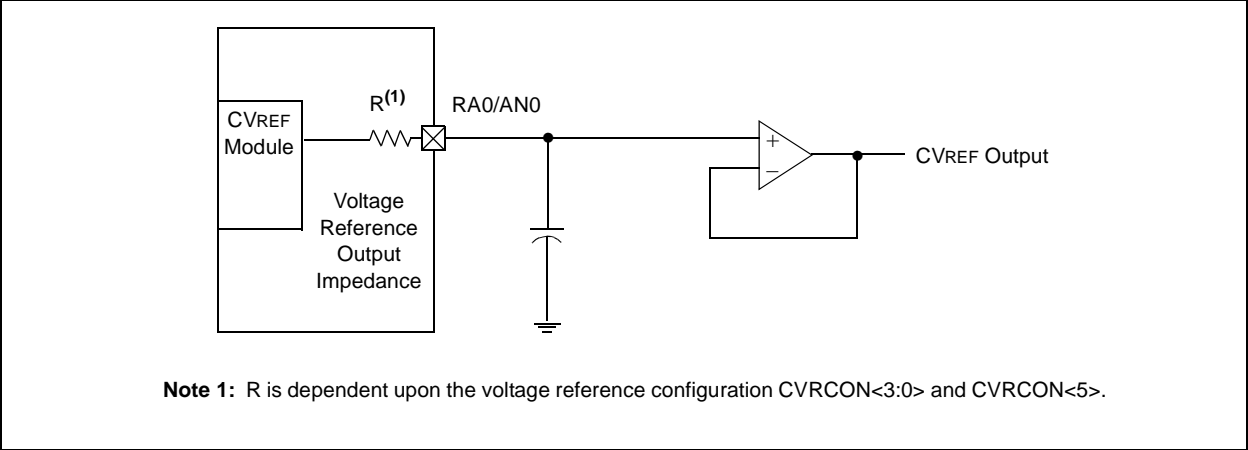 R(1)
RA0/AN0
CVREF
Module
+
−
CVREF Output
Voltage
Reference
Output
Impedance
Note 1: R is dependent upon the voltage reference configuration CVRCON<3:0> and CVRCON<5>.